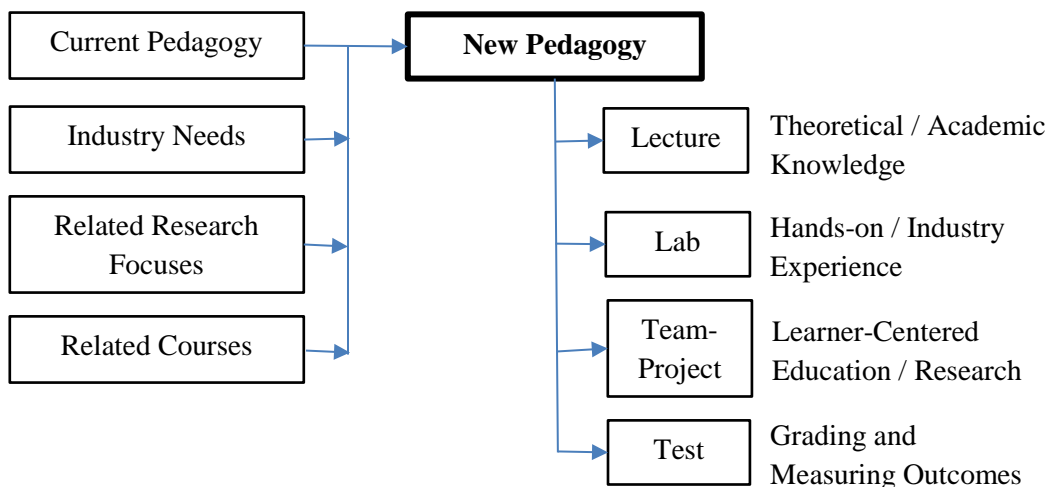 Current Pedagogy
Industry Needs
Related Research
Focuses
Related Courses
New Pedagogy
Lecture
Theoretical / Academic
Knowledge
Lab
Hands-on / Industry
Experience
Team-
Project
Learner-Centered
Education / Research
Test
Grading and
Measuring Outcomes